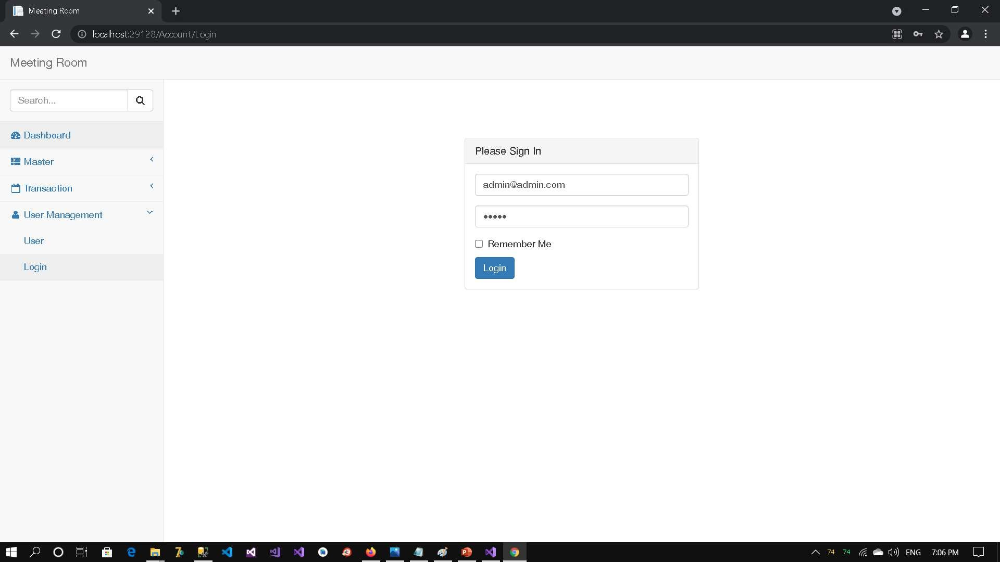 Meeting Room
localhost:29128/Account/Login
Meeting Room
Search...
Dashboard
Master
Transaction
User Management
User
Login
Please Sign In
admin@admin.com
•••••
Remember Me
Login
74 74 ENG 7:06 PM